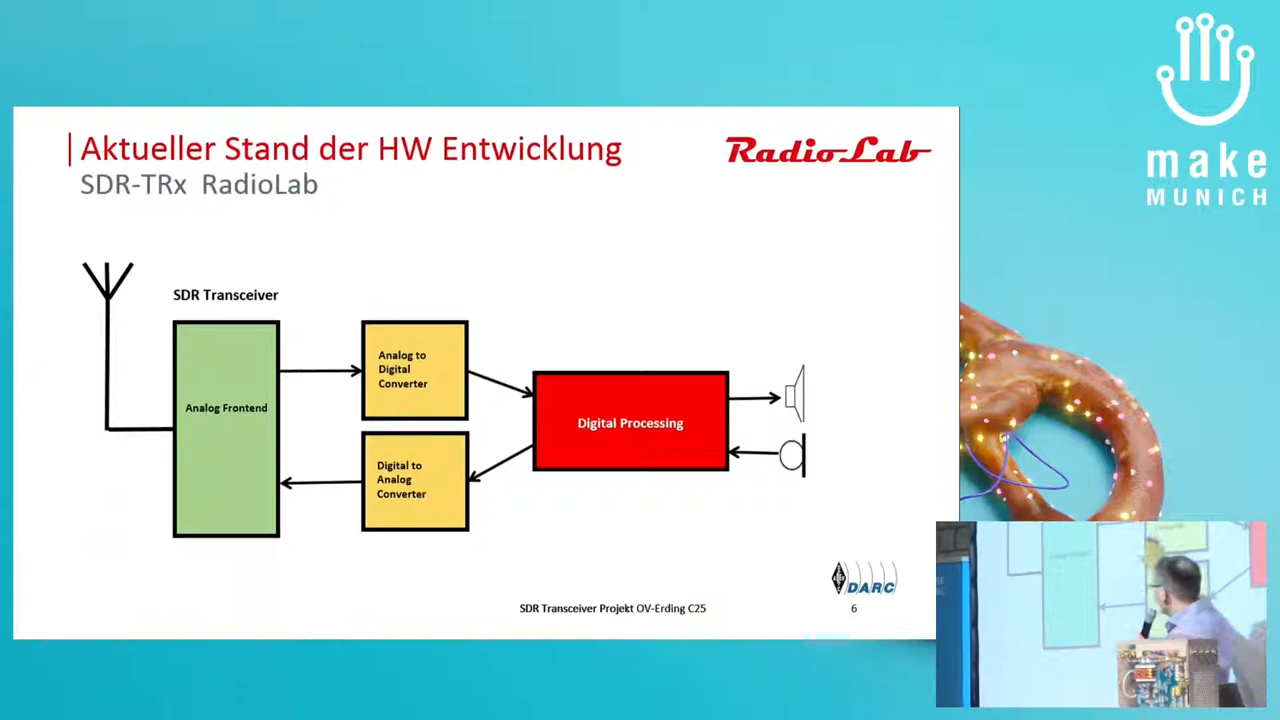 make
MUNICH
Aktueller Stand der HW Entwicklung
SDR-TRx RadioLab
RadioLab
SDR Transceiver
Analog Frontend
Analog to
Digital
Converter
Digital to
Analog
Converter
Digital Processing
DARC
SDR Transceiver Projekt OV-Erding C25
6